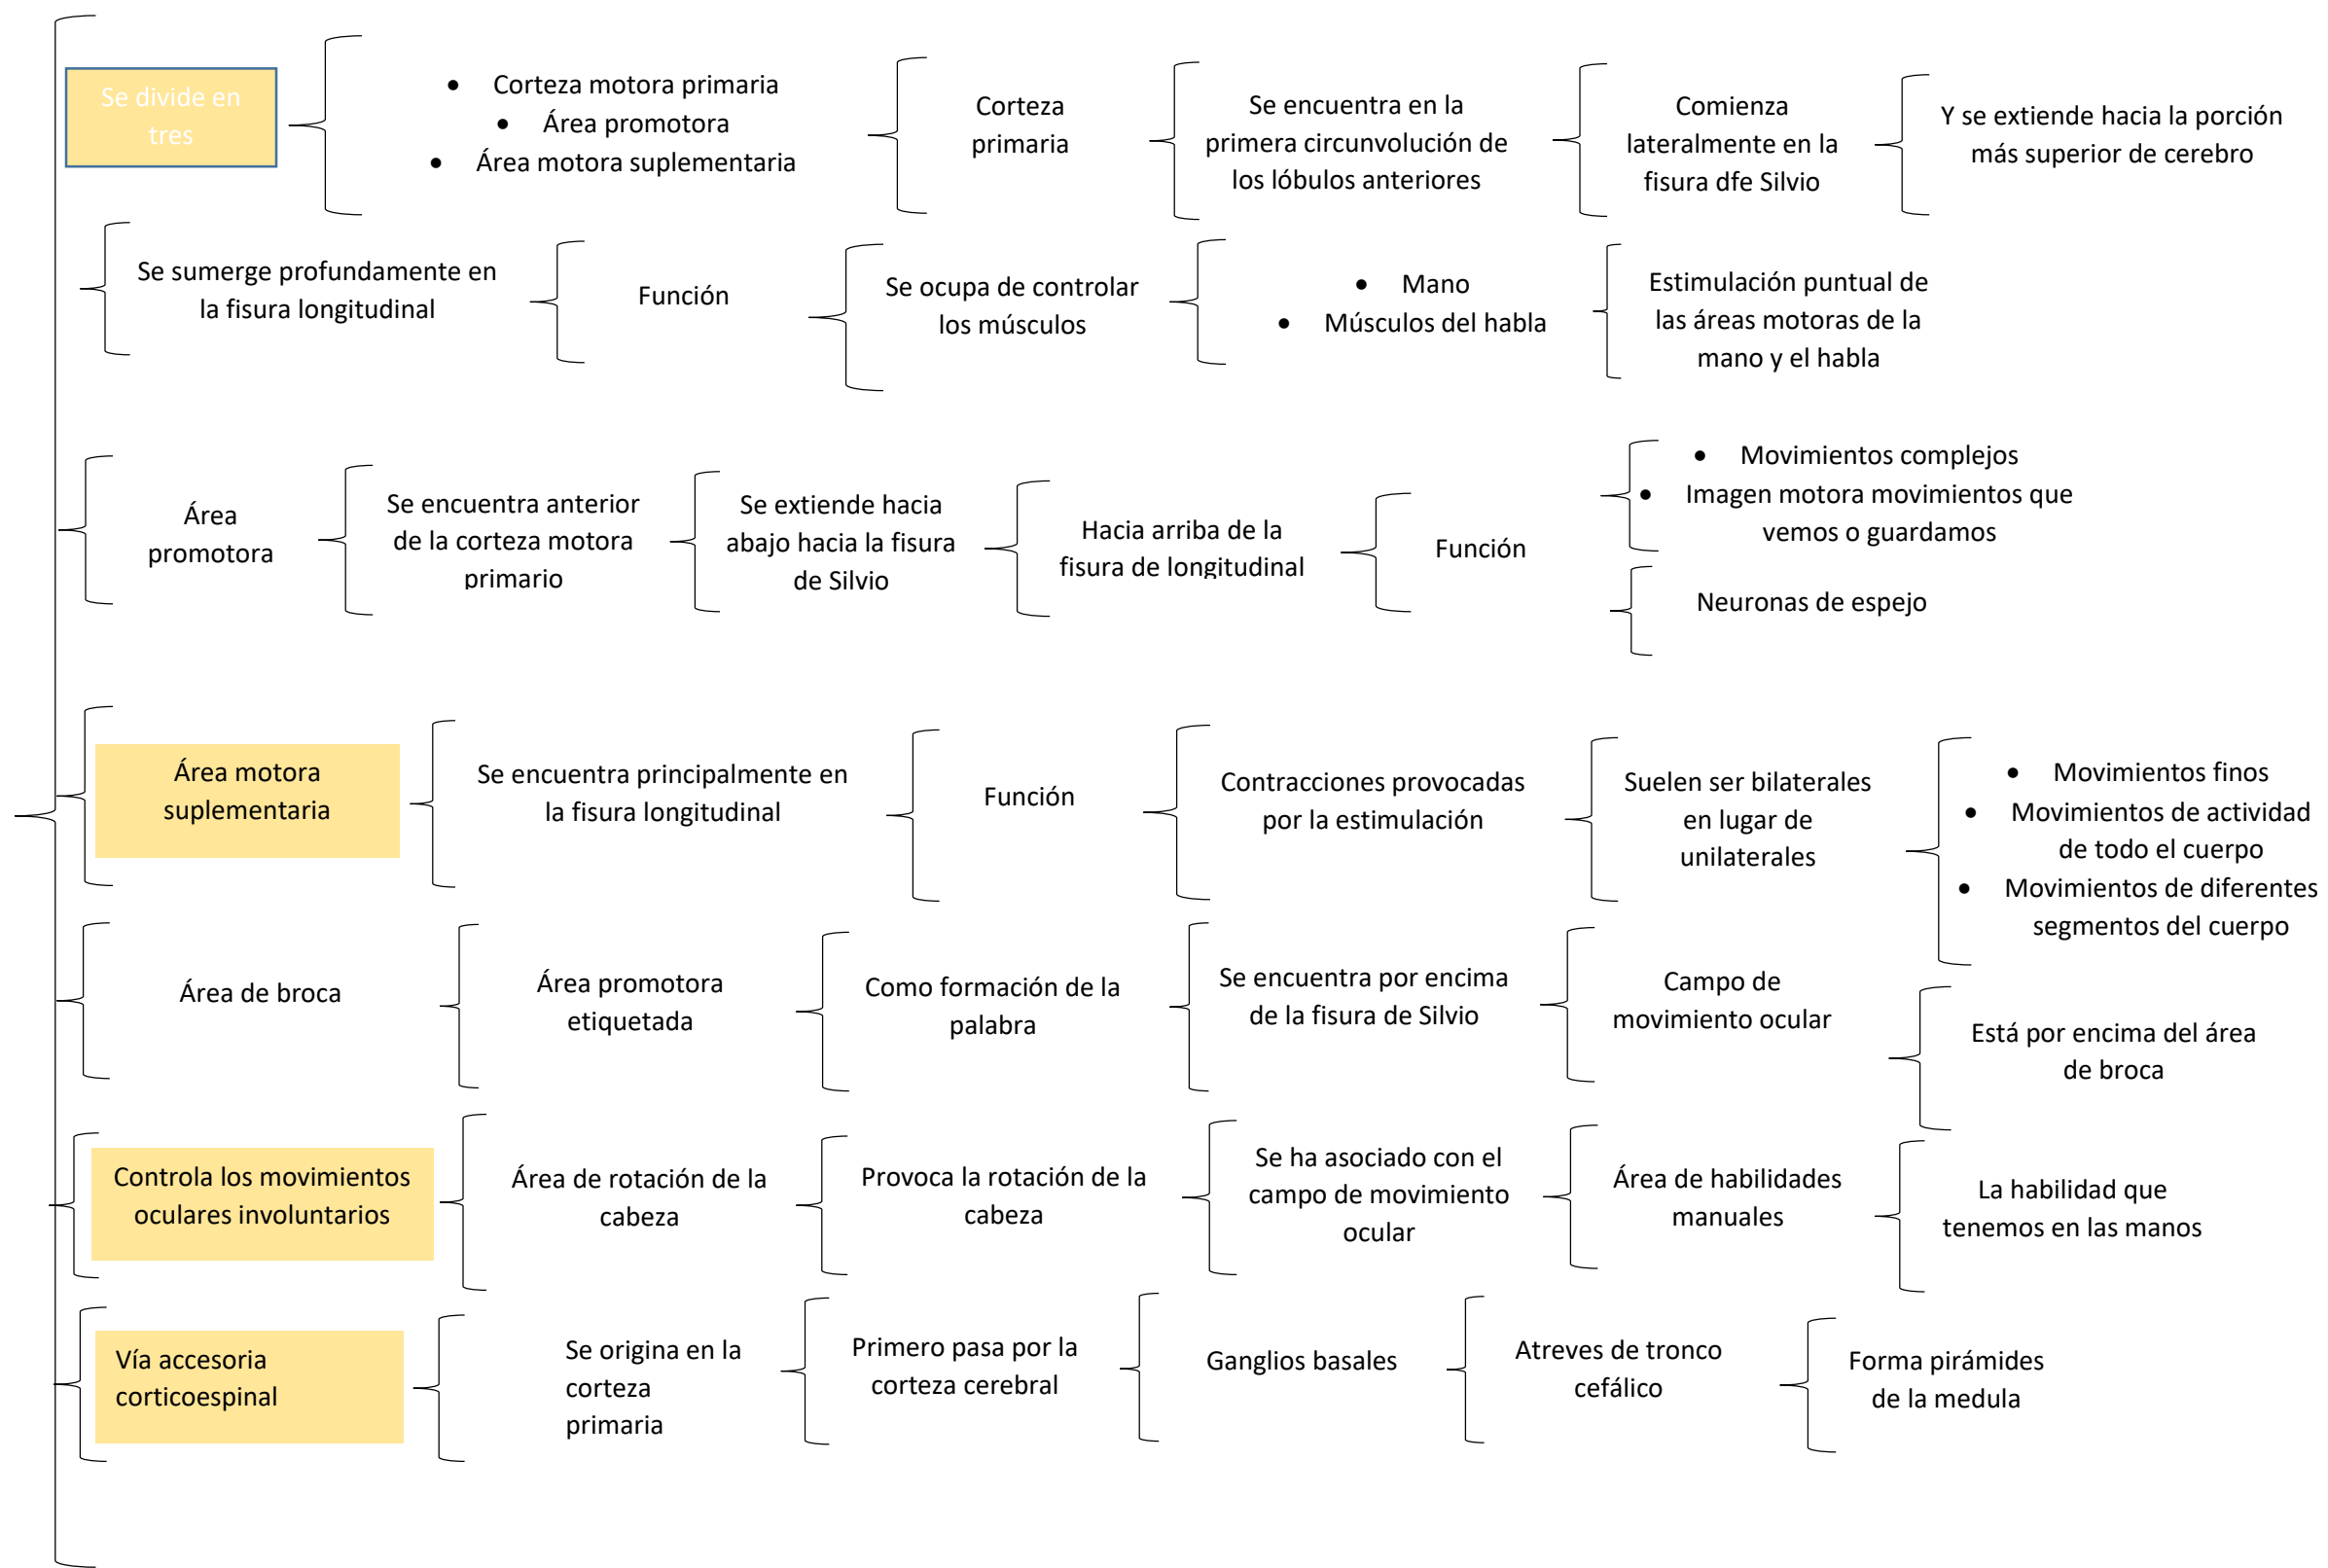 Se divide en
tres
• Corteza motora primaria
• Área promotora
• Área motora suplementaria
Corteza
primaria
Se encuentra en la
primera circunvolución de
los lóbulos anteriores
Comienza
lateralmente en la
fisura dfe Silvio
Y se extiende hacia la porción
más superior de cerebro
Se sumerge profundamente en
la fisura longitudinal
Función
Se ocupa de controlar
los músculos
• Mano
• Músculos del habla
Estimulación puntual de
las áreas motoras de la
mano y el habla
Área
promotora
Se encuentra anterior
de la corteza motora
primario
Se extiende hacia
abajo hacia la fisura
de Silvio
Hacia arriba de la
fisura de longitudinal
Función
• Movimientos complejos
• Imagen motora movimientos que
vemos o guardamos
Neuronas de espejo
Área motora
suplementaria
Se encuentra principalmente en
la fisura longitudinal
Función
Contracciones provocadas
por la estimulación
Suelen ser bilaterales
en lugar de
unilaterales
• Movimientos finos
• Movimientos de actividad
de todo el cuerpo
• Movimientos de diferentes
segmentos del cuerpo
Área de broca
Área promotora
etiquetada
Como formación de la
palabra
Se encuentra por encima
de la fisura de Silvio
Campo de
movimiento ocular
Está por encima del área
de broca
Controla los movimientos
oculares involuntarios
Área de rotación de la
cabeza
Provoca la rotación de la
cabeza
Se ha asociado con el
campo de movimiento
ocular
Área de habilidades
manuales
La habilidad que
tenemos en las manos
Vía accesoria
corticoespinal
Se origina en la
corteza
primaria
Primero pasa por la
corteza cerebral
Ganglios basales
Atreves de tronco
cefálico
Forma pirámides
de la medula